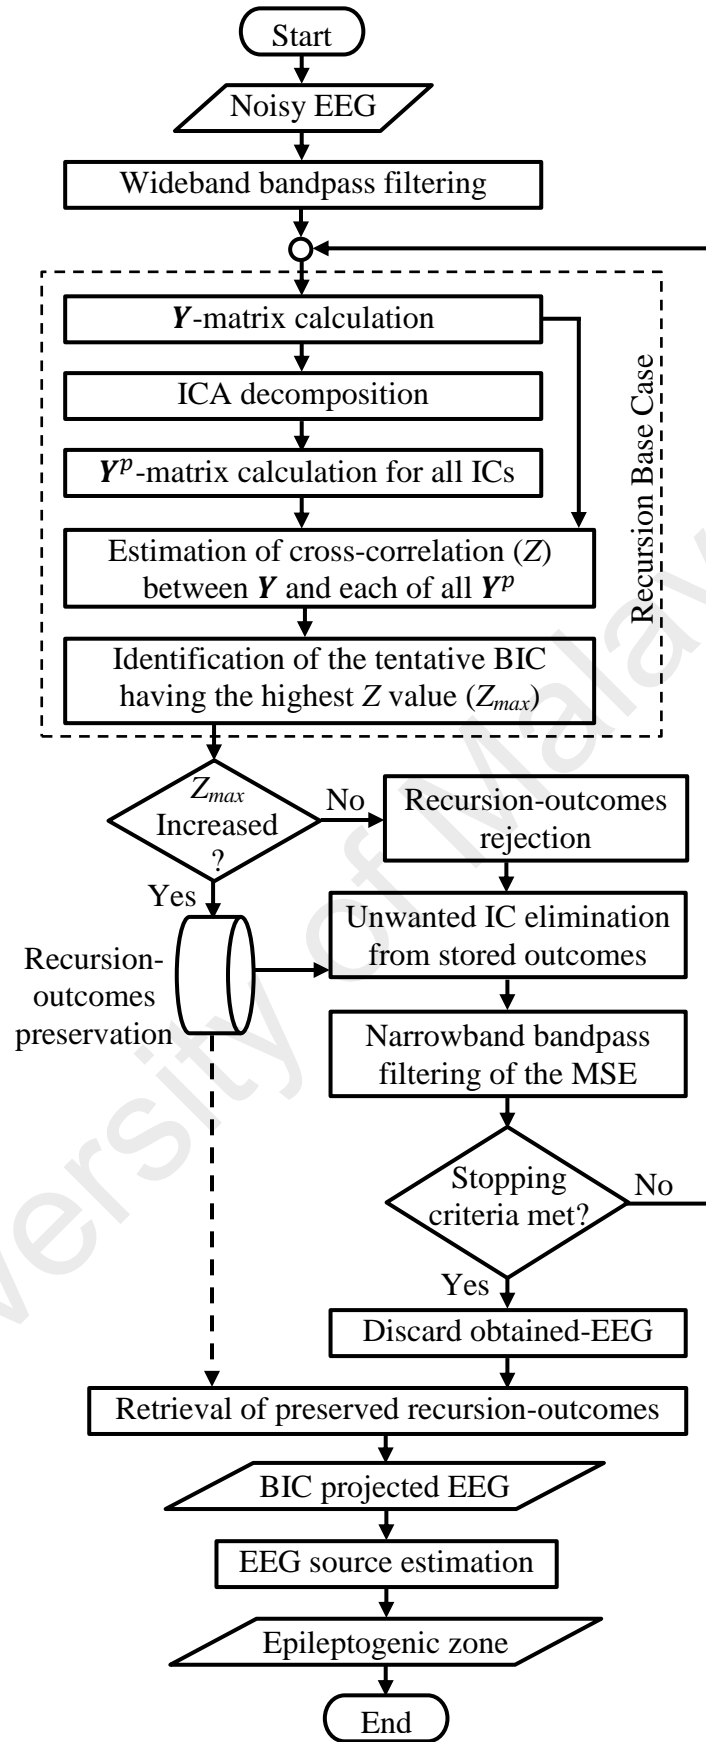 Start
Noisy EEG
Wideband bandpass filtering
Y-matrix calculation
ICA decomposition
Y^p-matrix calculation for all ICs
Estimation of cross-correlation (Z)
between Y and each of all Y^p
Identification of the tentative BIC
having the highest Z value (Z_max)
Recursion Base Case
Z_max
Increased
?
No
Yes
Recursion-outcomes
rejection
Recursion-
outcomes
preservation
Unwanted IC elimination
from stored outcomes
Narrowband bandpass
filtering of the MSE
Stopping
criteria met?
No
Yes
Discard obtained-EEG
Retrieval of preserved recursion-outcomes
BIC projected EEG
EEG source estimation
Epileptogenic zone
End
versity of Malay